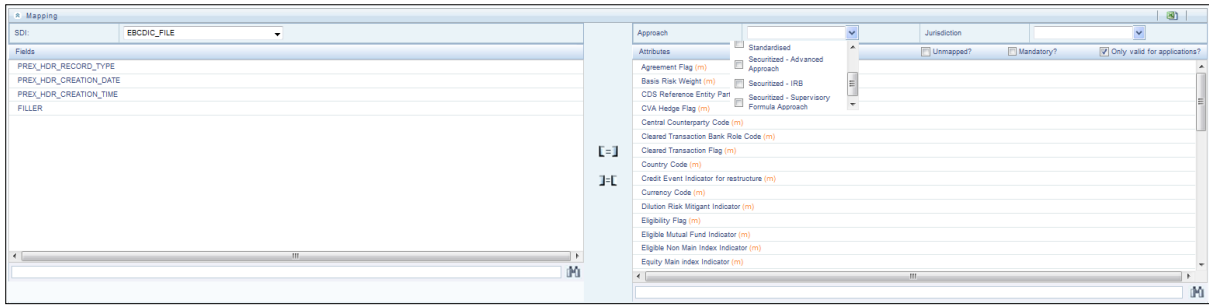 Mapping
SDI: EBCDIC_FILE
Fields
PREX_HDR_RECORD_TYPE
PREX_HDR_CREATION_DATE
PREX_HDR_CREATION_TIME
FILLER
Approach Jurisdiction
Standardised
Securitized - Advanced
Approach
Securitized - IRB
Securitized - Supervisory
Formula Approach
Attributes Unmapped? Mandatory? Only valid for applications?
Agreement Flag (m)
Basis Risk Weight (m)
CDS Reference Entity Part
CVA Hedge Flag (m)
Central Counterparty Code (m)
Cleared Transaction Bank Role Code (m)
Cleared Transaction Flag (m)
Country Code (m)
Credit Event Indicator for restructure (m)
Currency Code (m)
Dilution Risk Mitigant Indicator (m)
Eligibility Flag (m)
Eligible Mutual Fund Indicator (m)
Eligible Non Main Index Indicator (m)
Equity Main index Indicator (m)